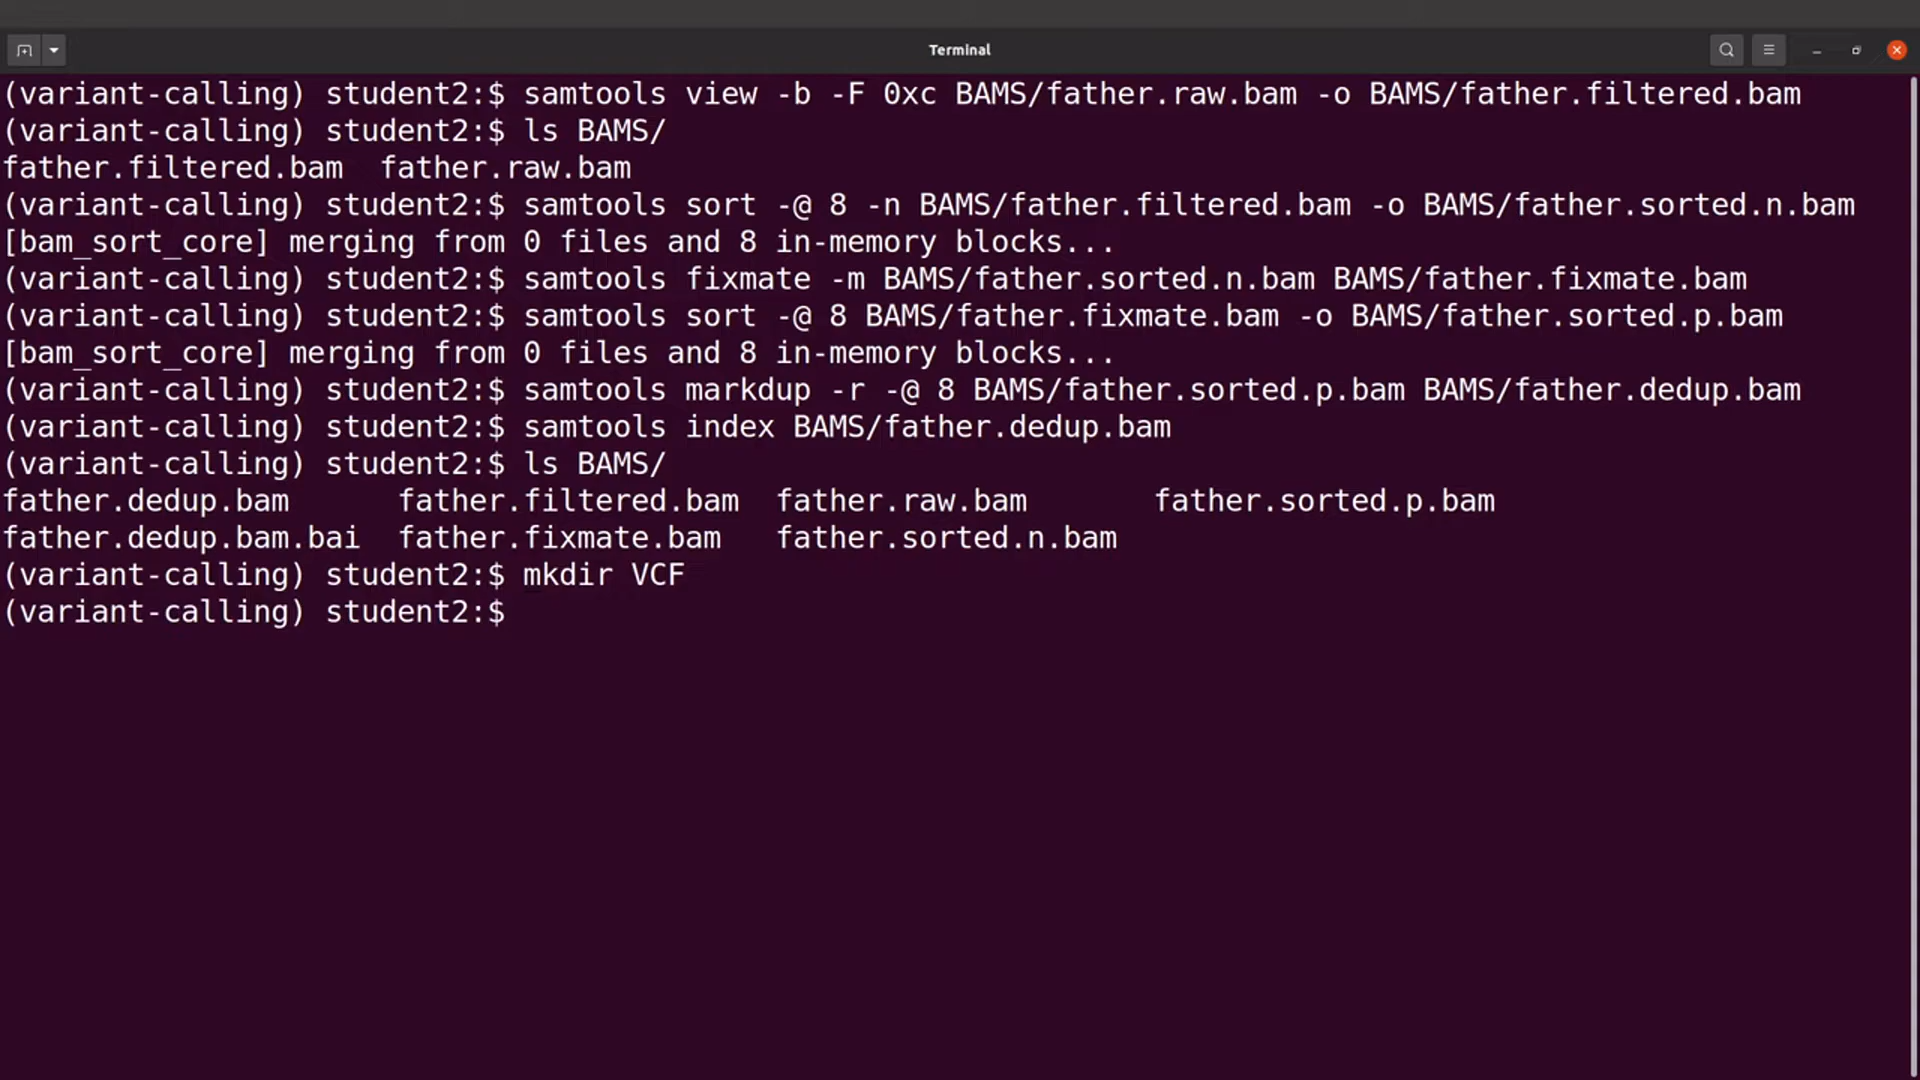 Terminal
(variant-calling) student2:$ samtools view -b -F 0xc BAMS/father.raw.bam -o BAMS/father.filtered.bam
(variant-calling) student2:$ ls BAMS/
father.filtered.bam  father.raw.bam
(variant-calling) student2:$ samtools sort -@ 8 -n BAMS/father.filtered.bam -o BAMS/father.sorted.n.bam
[bam_sort_core] merging from 0 files and 8 in-memory blocks...
(variant-calling) student2:$ samtools fixmate -m BAMS/father.sorted.n.bam BAMS/father.fixmate.bam
(variant-calling) student2:$ samtools sort -@ 8 BAMS/father.fixmate.bam -o BAMS/father.sorted.p.bam
[bam_sort_core] merging from 0 files and 8 in-memory blocks...
(variant-calling) student2:$ samtools markdup -r -@ 8 BAMS/father.sorted.p.bam BAMS/father.dedup.bam
(variant-calling) student2:$ samtools index BAMS/father.dedup.bam
(variant-calling) student2:$ ls BAMS/
father.dedup.bam      father.filtered.bam  father.raw.bam       father.sorted.p.bam
father.dedup.bam.bai  father.fixmate.bam   father.sorted.n.bam
(variant-calling) student2:$ mkdir VCF
(variant-calling) student2:$